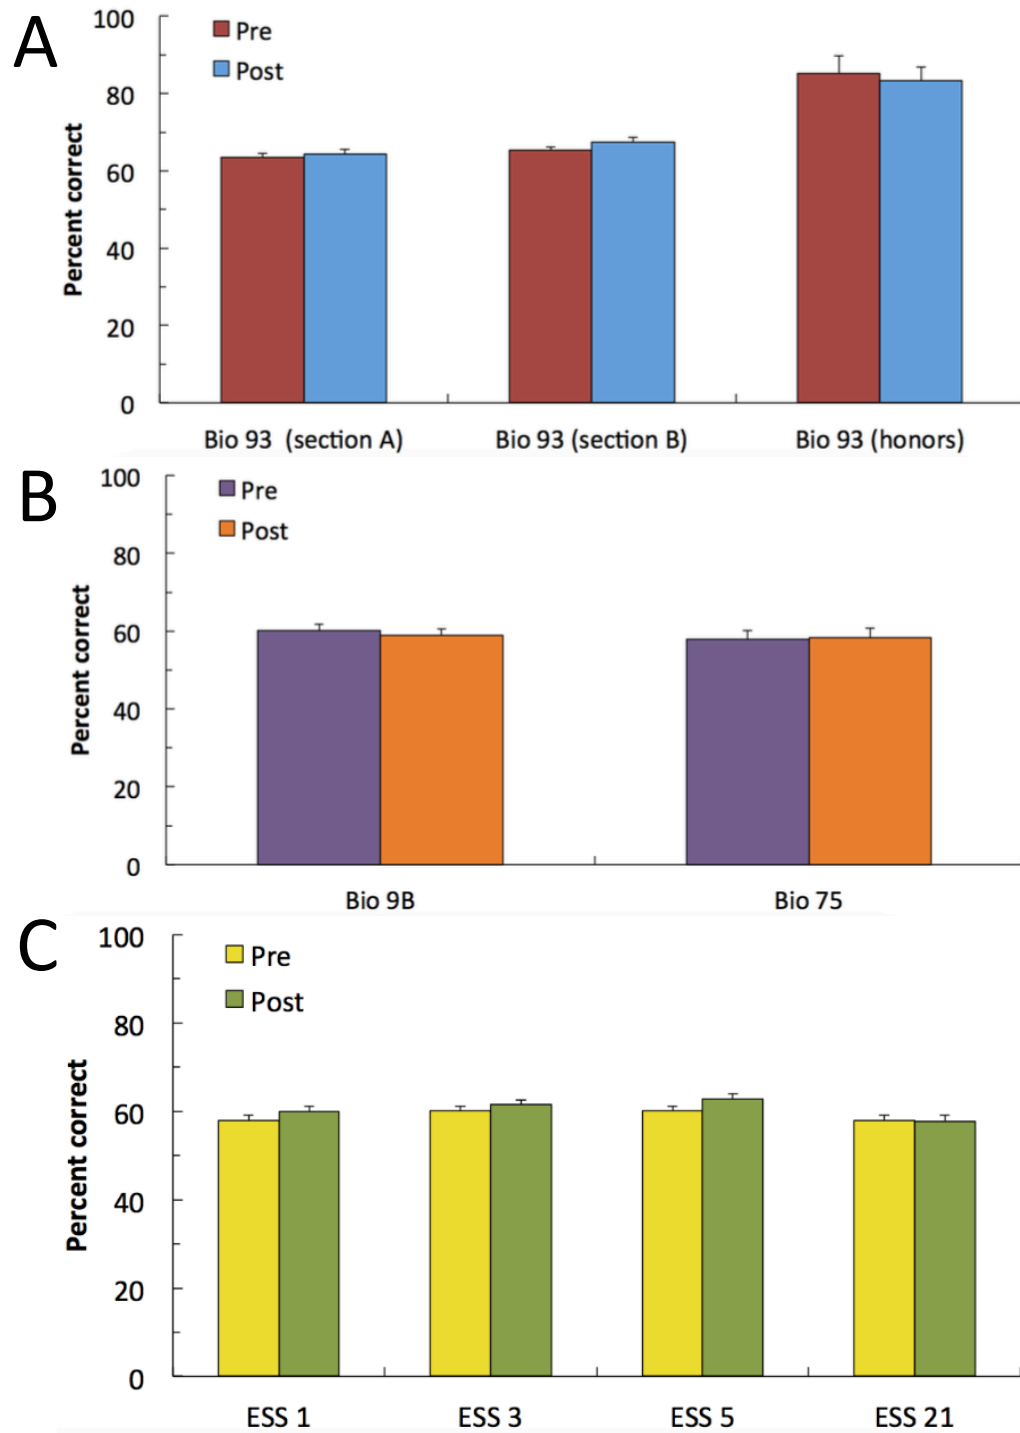 A
Pre
Post
Percent correct
100
80
60
40
20
0
Bio 93 (section A) Bio 93 (section B) Bio 93 (honors)
B
Pre
Post
Percent correct
100
80
60
40
20
0
Bio 9B Bio 75
C
Pre
Post
Percent correct
100
80
60
40
20
0
ESS 1 ESS 3 ESS 5 ESS 21